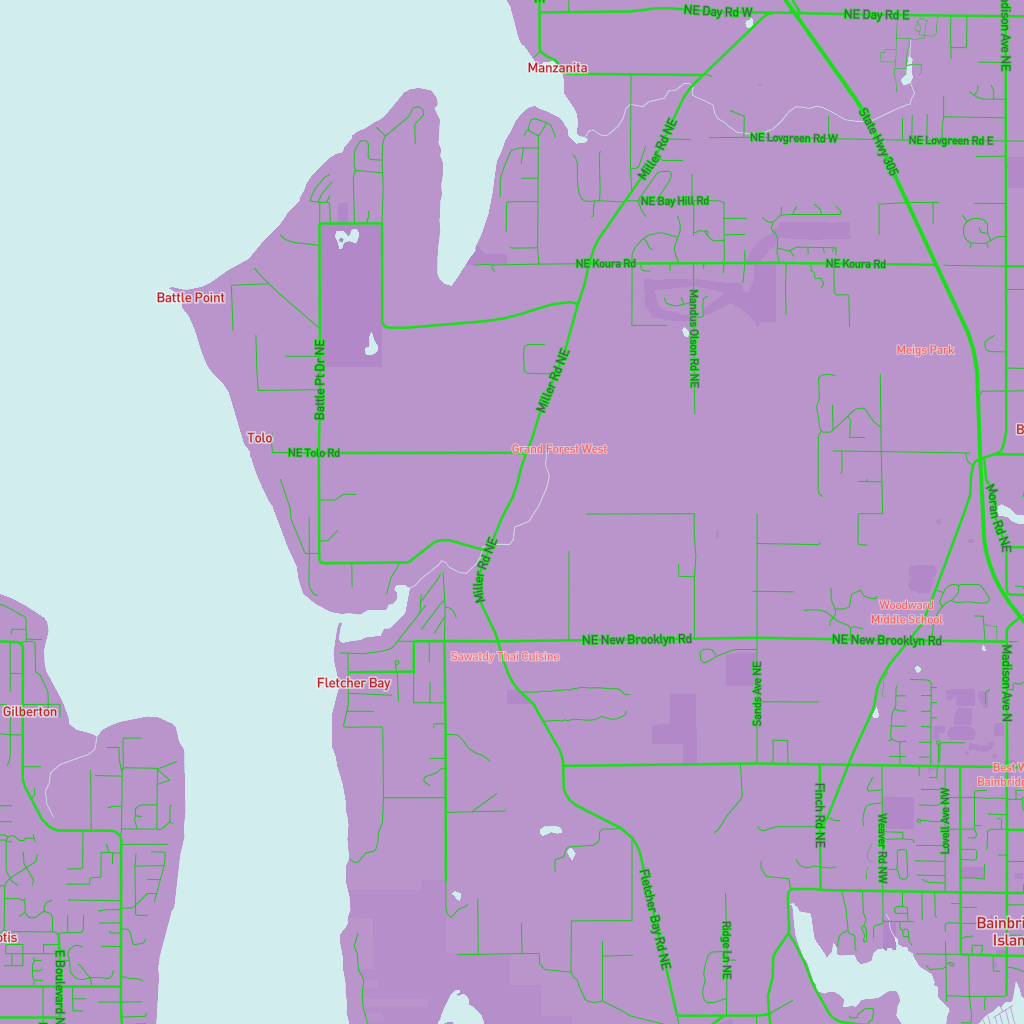 NE Day Rd W
NE Day Rd E
Madison Ave NE
Manzanita
State Hwy 305
Miller Rd NE
NE Lovgreen Rd W
NE Lovgreen Rd E
NE Bay Hill Rd
NE Koura Rd
NE Koura Rd
Battle Point
Mandus Olson Rd NE
Battle Pt Dr NE
Miller Rd NE
Meigs Park
Tolo
NE Tolo Rd
Grand Forest West
Moran Rd NE
Miller Rd NE
Woodward
Middle School
NE New Brooklyn Rd
NE New Brooklyn Rd
Sawatdy Thai Cuisine
Fletcher Bay
Sands Ave NE
Madison Ave N
Gilberton
Best W
Bainbridg
Finch Rd NE
Weaver Rd NW
Lovell Ave NW
Fletcher Bay Rd NE
Ridge Ln NE
Bainbri
Islan
otis
E Boulevard N